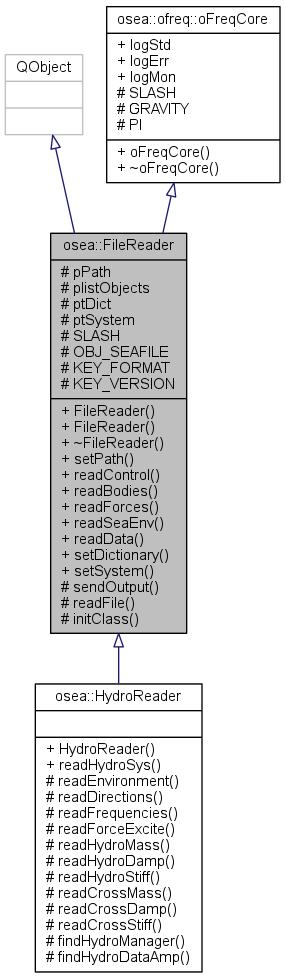 osea::ofreq::oFreqCore
+ logStd
+ logErr
+ logMon
# SLASH
# GRAVITY
# PI
+ oFreqCore()
+ ~oFreqCore()
QObject
osea::FileReader
# pPath
# plistObjects
# ptDict
# ptSystem
# SLASH
# OBJ_SEAFILE
# KEY_FORMAT
# KEY_VERSION
+ FileReader()
+ FileReader()
+ ~FileReader()
+ setPath()
+ readControl()
+ readBodies()
+ readForces()
+ readSeaEnv()
+ readData()
+ setDictionary()
+ setSystem()
# sendOutput()
# readFile()
# initClass()
osea::HydroReader
+ HydroReader()
+ readHydroSys()
# readEnvironment()
# readDirections()
# readFrequencies()
# readForceExcite()
# readHydroMass()
# readHydroDamp()
# readHydroStiff()
# readCrossMass()
# readCrossDamp()
# readCrossStiff()
# findHydroManager()
# findHydroDataAmp()